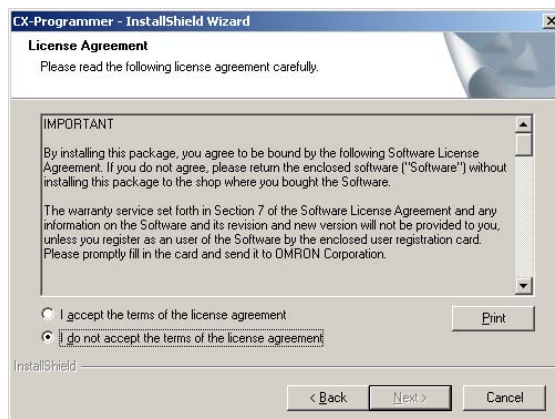 CX-Programmer - InstallShield Wizard
License Agreement
Please read the following license agreement carefully.
IMPORTANT
By installing this package, you agree to be bound by the following Software License
Agreement. If you do not agree, please return the enclosed software ("Software") without
installing this package to the shop where you bought the Software.
The warranty service set forth in Section 7 of the Software License Agreement and any
information on the Software and its revision and new version will not be provided to you,
unless you register as an user of the Software by the enclosed user registration card.
Please promptly fill in the card and send it to OMRON Corporation.
I accept the terms of the license agreement
Print
I do not accept the terms of the license agreement
InstallShield
< Back
Next >
Cancel